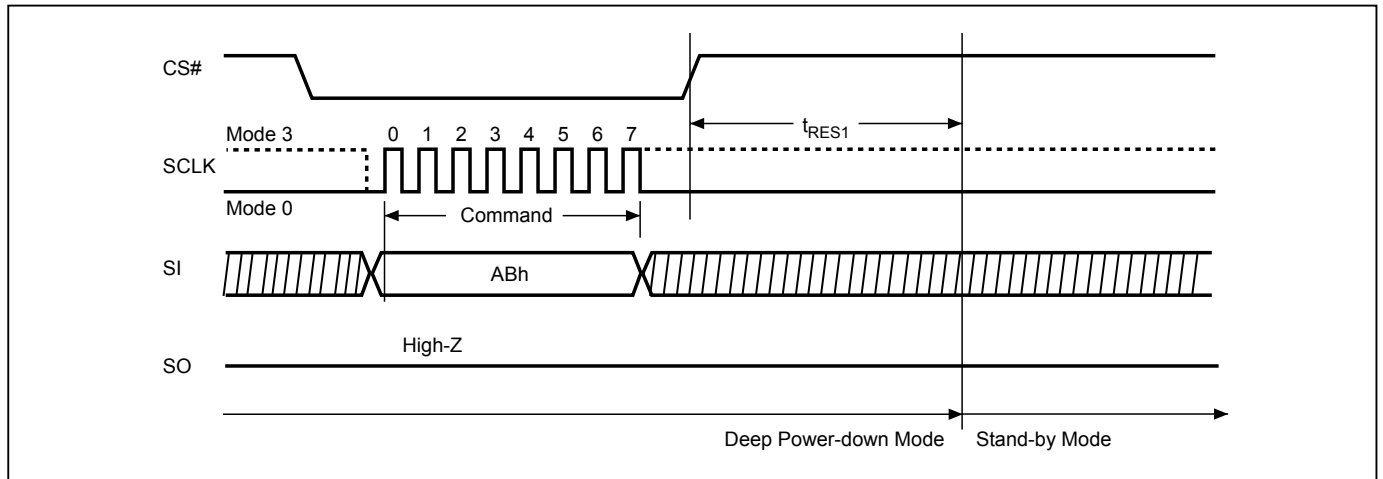 CS#
tRES1
Mode 3
0 1 2 3 4 5 6 7
SCLK
Mode 0
Command
SI
ABh
High-Z
SO
Deep Power-down Mode
Stand-by Mode